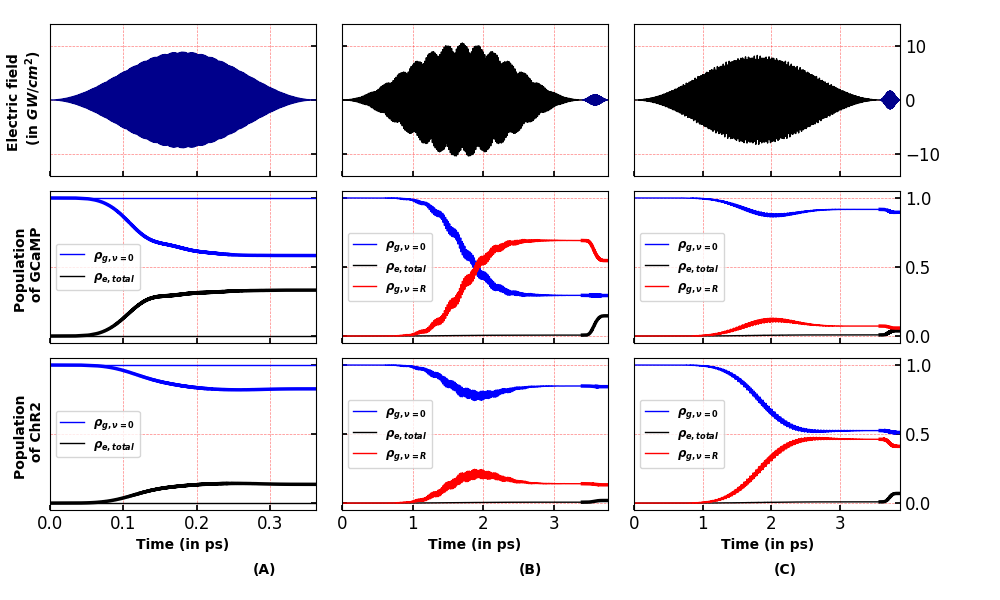 Electric field
(in GW/cm²)
10
0
−10
Population
of GCaMP
ρg,ν=0
ρe,total
ρg,ν=0
ρe,total
ρg,ν=R
ρg,ν=0
ρe,total
ρg,ν=R
1.0
0.5
0.0
Population
of ChR2
ρg,ν=0
ρe,total
ρg,ν=0
ρe,total
ρg,ν=R
ρg,ν=0
ρe,total
ρg,ν=R
1.0
0.5
0.0
0.0 0.1 0.2 0.3
0 1 2 3
0 1 2 3
Time (in ps) Time (in ps) Time (in ps)
(A) (B) (C)